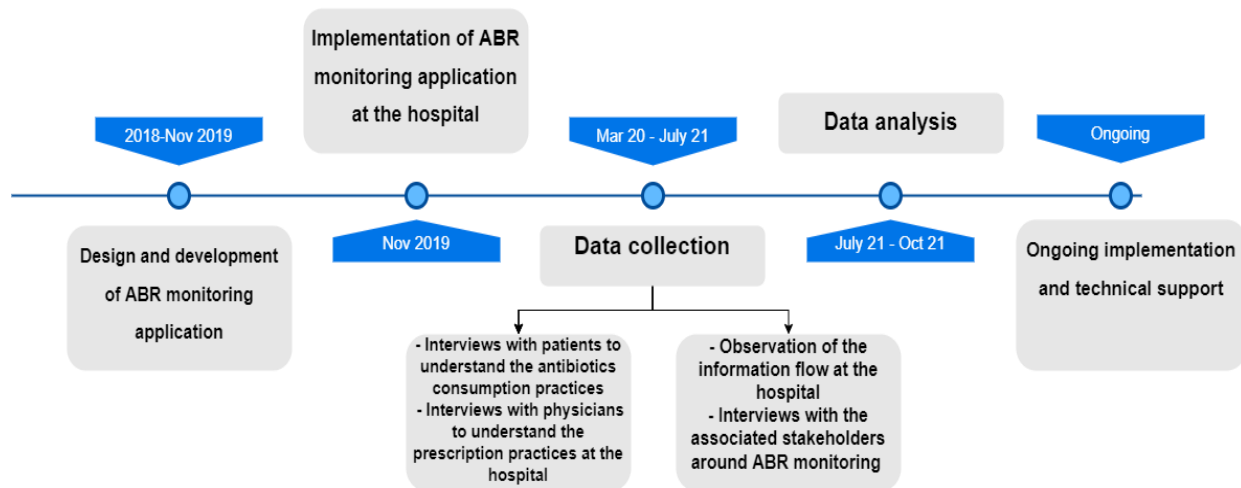 Implementation of ABR
monitoring application
at the hospital
2018-Nov 2019
Mar 20 - July 21
Data analysis
Ongoing
Design and development
of ABR monitoring
application
Nov 2019
Data collection
July 21 - Oct 21
Ongoing implementation
and technical support
- Interviews with patients to
understand the antibiotics
consumption practices
- Interviews with physicians
to understand the
prescription practices at the
hospital
- Observation of the
information flow at the
hospital
- Interviews with the
associated stakeholders
around ABR monitoring